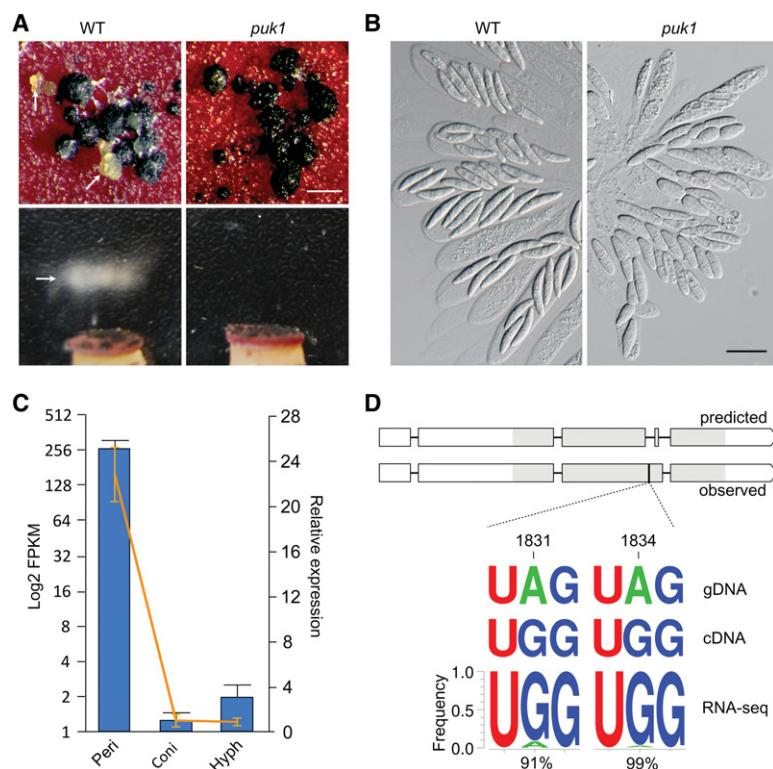 A
WT
puk1
B
WT
puk1
C
512
256
128
64
32
16
8
4
2
1
Log2 FPKM
28
24
20
16
12
8
4
0
Relative expression
Peri
Coni
Hyph
D
predicted
observed
1831
1834
UAG
UAG
gDNA
UGG
UGG
cDNA
Frequency
1.0
0.5
0.0
UGG
UGG
RNA-seq
91%
99%